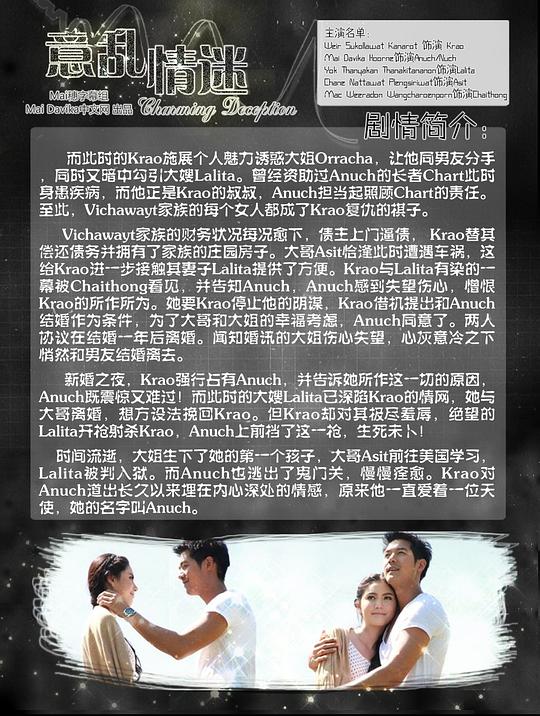 意乱情迷
Mai穗字幕组
Mai Davika中文网 出品
Charming Deception
主演名单:
Weir Sukollawat Kanarot 饰演 Krao
Mai Davika Hoorne饰演Anuch/Nuch
Yok Thanyakan Thanakitananon饰演Lalita
Chane Nattawat Plengsiriwat饰演Asit
Mac Weeradon Wangcharoenporn饰演Chaithong
剧情简介:
而此时的Krao施展个人魅力诱惑大姐Orracha，让他同男友分手
，同时又暗中勾引大嫂Lalita。曾经资助过Anuch的长者Chart此时
身患疾病，而他正是Krao的叔叔，Anuch担当起照顾Chart的责任。
至此，Vichawayt家族的每个女人都成了Krao复仇的棋子。
Vichawayt家族的财务状况每况愈下，债主上门逼债， Krao替其
偿还债务并拥有了家族的庄园房子。大哥Asit恰逢此时遭遇车祸，这
给Krao进一步接触其妻子Lalita提供了方便。Krao与Lalita有染的一
幕被Chaithong看见，并告知Anuch，Anuch感到失望伤心，憎恨
Krao的所作所为。她要Krao停止他的阴谋，Krao借机提出和Anuch
结婚作为条件，为了大哥和大姐的幸福考虑，Anuch同意了。两人
协议在结婚一年后离婚。闻知婚讯的大姐伤心失望，心灰意冷之下
悄然和男友结婚离去。
新婚之夜，Krao强行占有Anuch，并告诉她所作这一切的原因，
Anuch既震惊又难过！而此时的大嫂Lalita已深陷Krao的情网，她与
大哥离婚，想方设法挽回Krao。但Krao却对其极尽羞辱，绝望的
Lalita开枪射杀Krao，Anuch上前挡了这一枪，生死未卜！
时间流逝，大姐生下了她的第一个孩子，大哥Asit前往美国学习，
Lalita被判入狱。而Anuch也逃出了鬼门关，慢慢痊愈。Krao对
Anuch道出长久以来埋在内心深处的情感，原来他一直爱着一位天
使，她的名字叫Anuch。